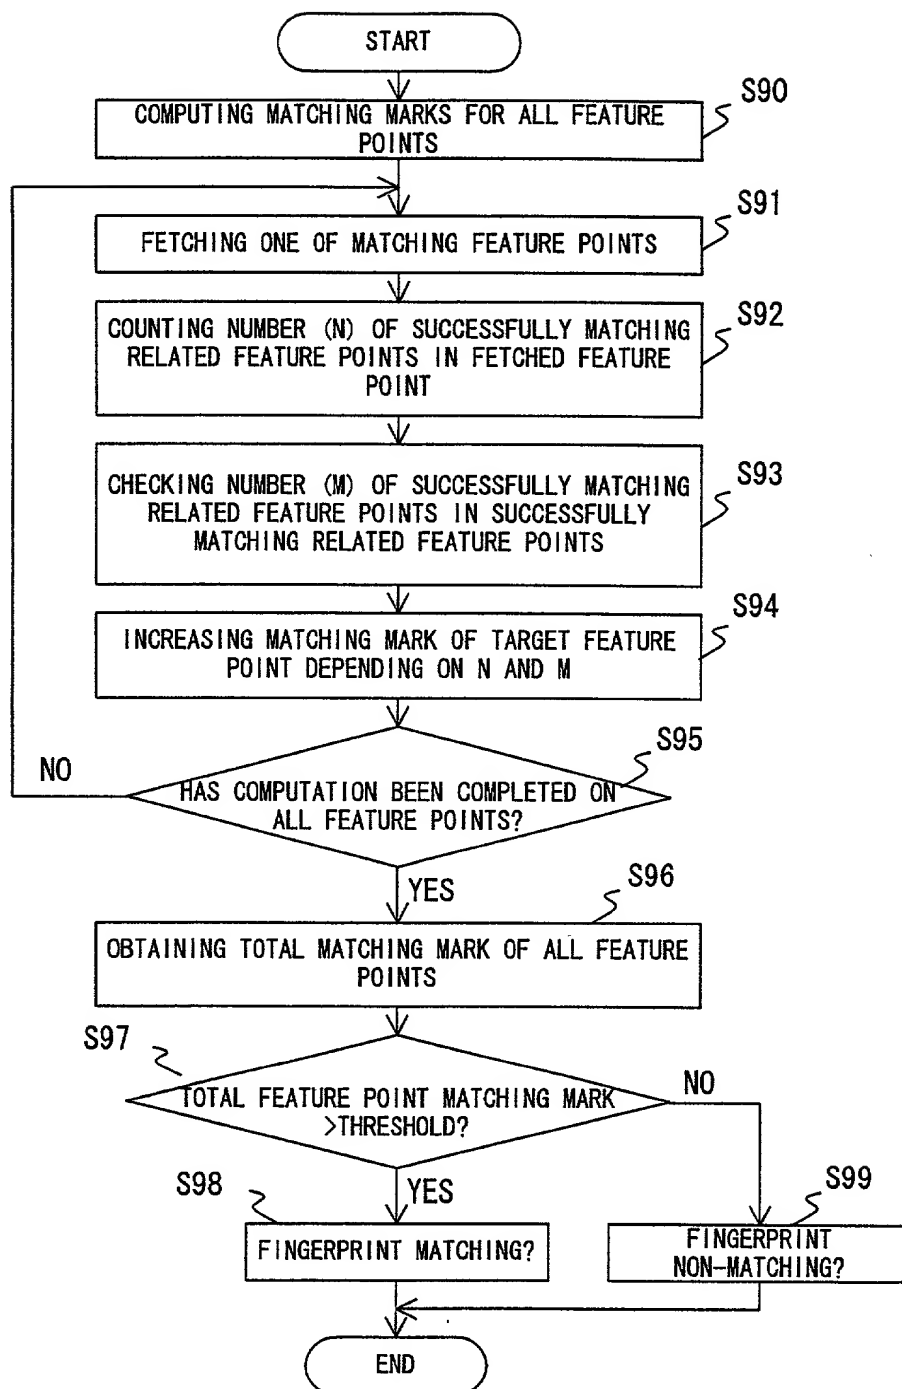 START
S90
COMPUTING MATCHING MARKS FOR ALL FEATURE
POINTS
S91
FETCHING ONE OF MATCHING FEATURE POINTS
S92
COUNTING NUMBER (N) OF SUCCESSFULLY MATCHING
RELATED FEATURE POINTS IN FETCHED FEATURE
POINT
S93
CHECKING NUMBER (M) OF SUCCESSFULLY MATCHING
RELATED FEATURE POINTS IN SUCCESSFULLY
MATCHING RELATED FEATURE POINTS
S94
INCREASING MATCHING MARK OF TARGET FEATURE
POINT DEPENDING ON N AND M
S95
NO
HAS COMPUTATION BEEN COMPLETED ON
ALL FEATURE POINTS?
YES
S96
OBTAINING TOTAL MATCHING MARK OF ALL FEATURE
POINTS
S97
NO
TOTAL FEATURE POINT MATCHING MARK
>THRESHOLD?
YES
S98
FINGERPRINT MATCHING?
S99
FINGERPRINT
NON-MATCHING?
END